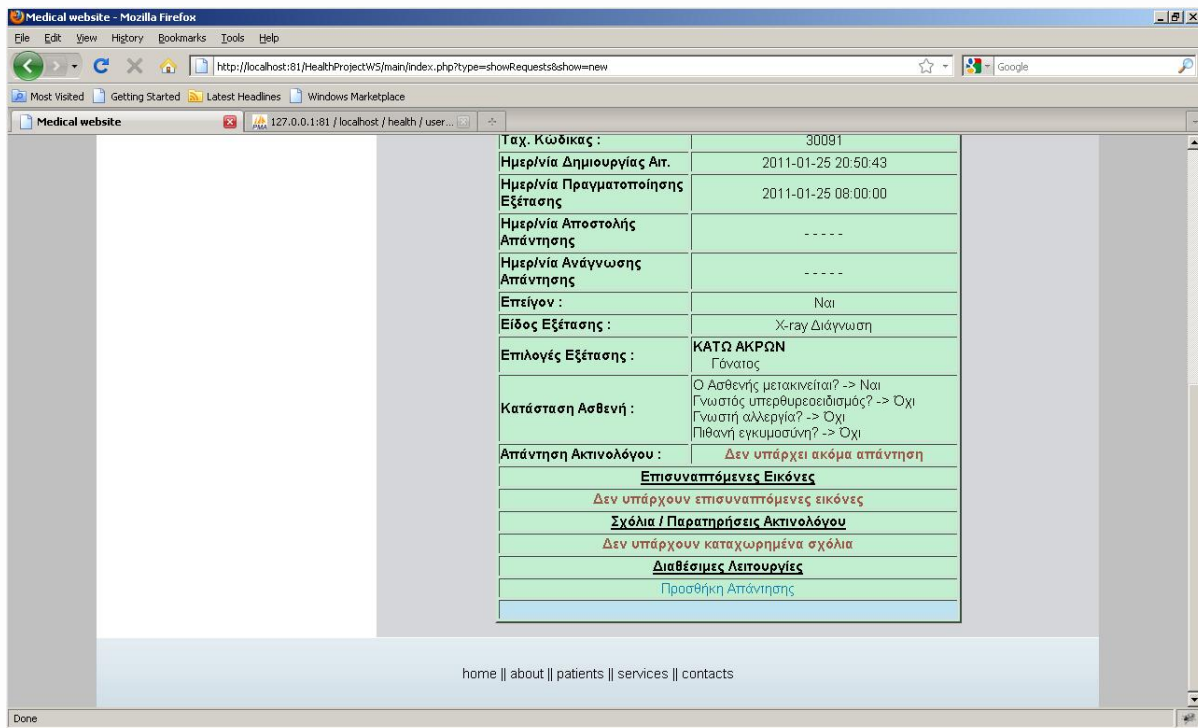 Medical website - Mozilla Firefox
File Edit View History Bookmarks Tools Help
http://localhost:81/HealthProjectWS/main/index.php?type=showRequests&show=new
Google
Most Visited Getting Started Latest Headlines Windows Marketplace
Medical website
127.0.0.1:81 / localhost / health / user...
Ταχ. Κώδικας : 30091
Ημερ/νία Δημιουργίας Αιτ. 2011-01-25 20:50:43
Ημερ/νία Πραγματοποίησης
Εξέτασης
2011-01-25 08:00:00
Ημερ/νία Αποστολής
Απάντησης
- - - - -
Ημερ/νία Ανάγνωσης
Απάντησης
- - - - -
Επείγον : Ναι
Είδος Εξέτασης : X-ray Διάγνωση
Επιλογές Εξέτασης :
ΚΑΤΩ ΑΚΡΩΝ
Γόνατος
Κατάσταση Ασθενή :
Ο Ασθενής μετακινείται? -> Ναι
Γνωστός υπερθυρεοειδισμός? -> Όχι
Γνωστή αλλεργία? -> Όχι
Πιθανή εγκυμοσύνη? -> Όχι
Απάντηση Ακτινολόγου : Δεν υπάρχει ακόμα απάντηση
Επισυναπτόμενες Εικόνες
Δεν υπάρχουν επισυναπτόμενες εικόνες
Σχόλια / Παρατηρήσεις Ακτινολόγου
Δεν υπάρχουν καταχωρημένα σχόλια
Διαθέσιμες Λειτουργίες
Προσθήκη Απάντησης
home || about || patients || services || contacts
Done